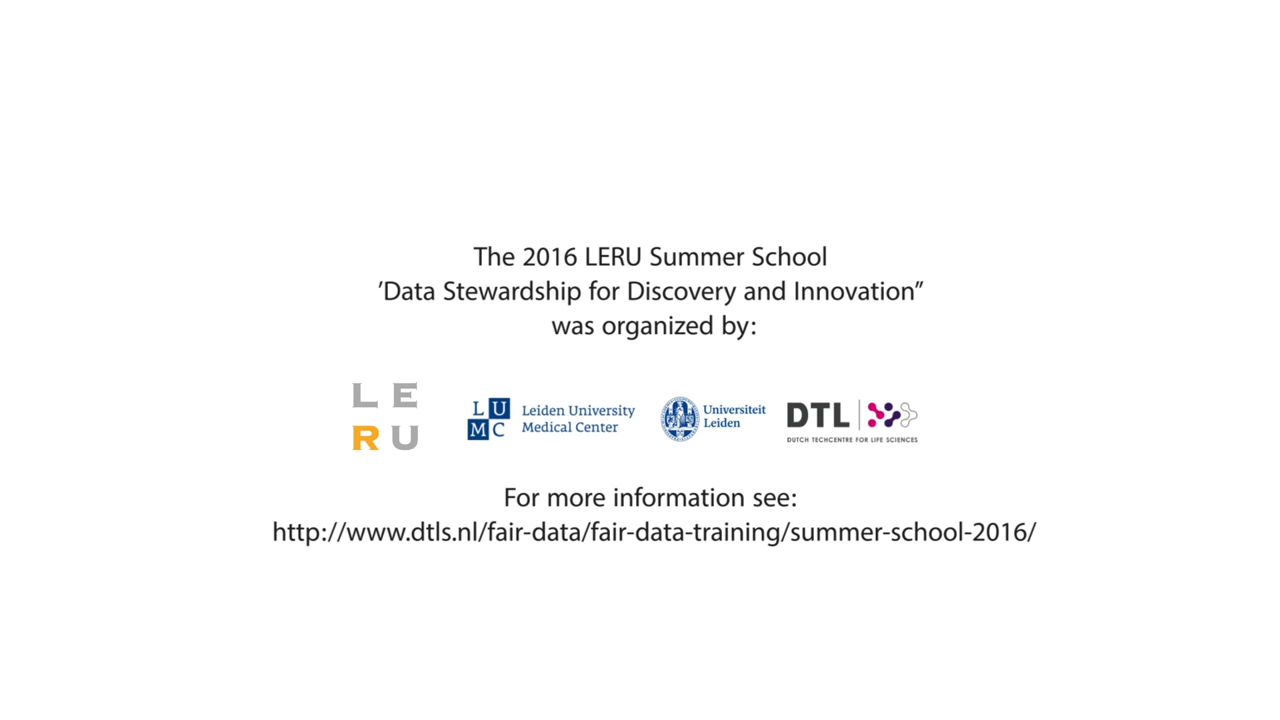 The 2016 LERU Summer School
’Data Stewardship for Discovery and Innovation”
was organized by:
L E
R U
L U
M C
Leiden University
Medical Center
Universiteit
Leiden
DTL
DUTCH TECHCENTRE FOR LIFE SCIENCES
For more information see:
http://www.dtls.nl/fair-data/fair-data-training/summer-school-2016/